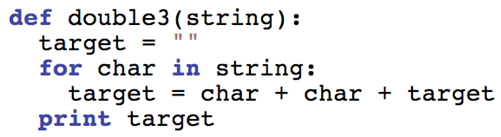 def double3(string):
  target = ""
  for char in string:
    target = char + char + target
  print target